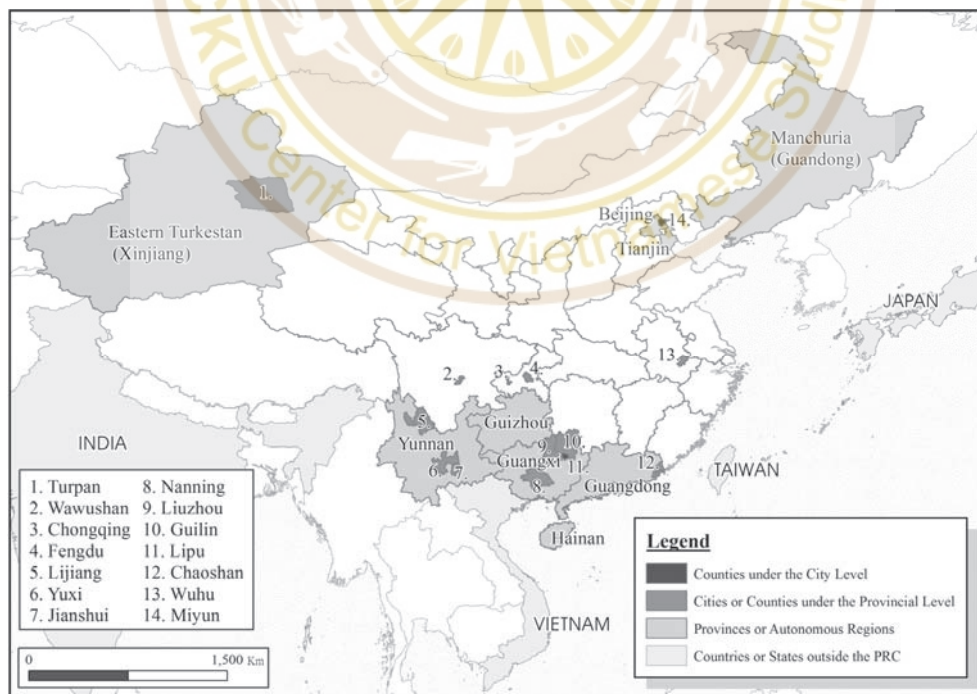 CKU Center for Vietnamese Studi
Manchuria
(Guandong)
1.
Beijing
14.
Eastern Turkestan
(Xinjiang)
Tianjin
JAPAN
13.
2.
3.
4.
5.
Guizhou
INDIA
Yunnan
9.
10.
Guangxi
12.
TAIWAN
6.
7.
11.
8.
Guangdong
Hainan
VIETNAM
1. Turpan
2. Wawushan
3. Chongqing
4. Fengdu
5. Lijiang
6. Yuxi
7. Jianshui
8. Nanning
9. Liuzhou
10. Guilin
11. Lipu
12. Chaoshan
13. Wuhu
14. Miyun
0
1,500 Km
Legend
Counties under the City Level
Cities or Counties under the Provincial Level
Provinces or Autonomous Regions
Countries or States outside the PRC